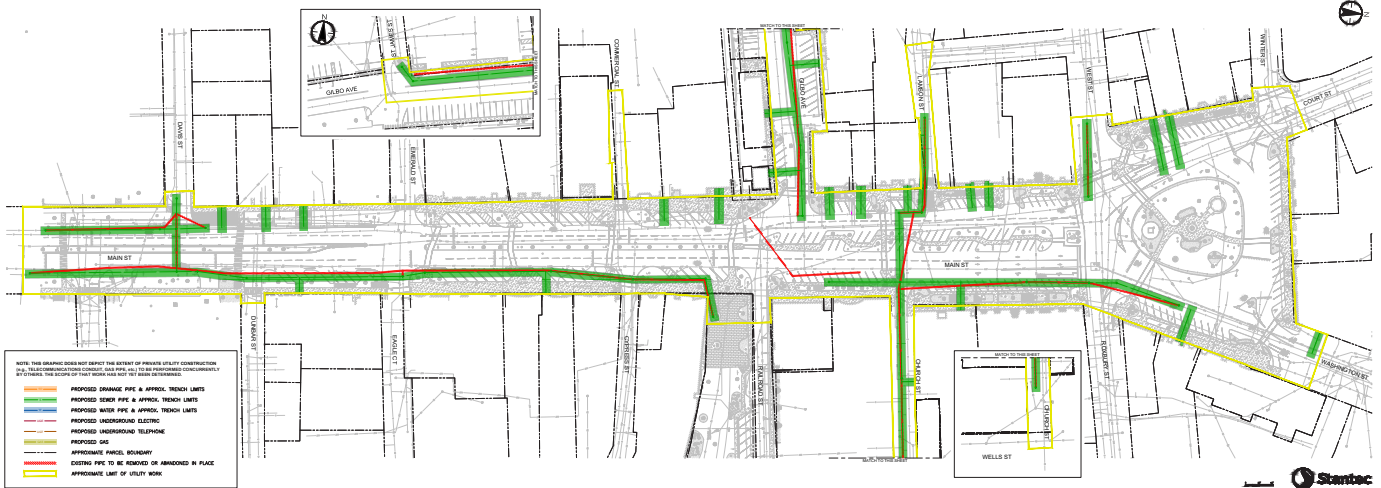 MATCH TO THIS SHEET
N
N
ST. JAMES ST
GILBO AVE
COMMERCIAL ST
GILBO AVE
LAMSON ST
WEST ST
WINTER ST
COURT ST
DAVIS ST
EMERALD ST
MAIN ST
MAIN ST
DUNBAR ST
EAGLE CT
CYPRESS ST
RAILROAD ST
CHURCH ST
ROXBURY ST
WASHINGTON ST
MATCH TO THIS SHEET
MATCH TO THIS SHEET
CHURCH ST
WELLS ST
NOTE: THIS GRAPHIC DOES NOT DEPICT THE EXTENT OF PRIVATE UTILITY CONSTRUCTION
(e.g., TELECOMMUNICATIONS CONDUIT, GAS PIPE, etc.) TO BE PERFORMED CONCURRENTLY
BY OTHERS. THE SCOPE OF THAT WORK HAS NOT YET BEEN DETERMINED.
PROPOSED DRAINAGE PIPE & APPROX. TRENCH LIMITS
PROPOSED SEWER PIPE & APPROX. TRENCH LIMITS
PROPOSED WATER PIPE & APPROX. TRENCH LIMITS
PROPOSED UNDERGROUND ELECTRIC
PROPOSED UNDERGROUND TELEPHONE
PROPOSED GAS
APPROXIMATE PARCEL BOUNDARY
EXISTING PIPE TO BE REMOVED OR ABANDONED IN PLACE
APPROXIMATE LIMIT OF UTILITY WORK
Stantec